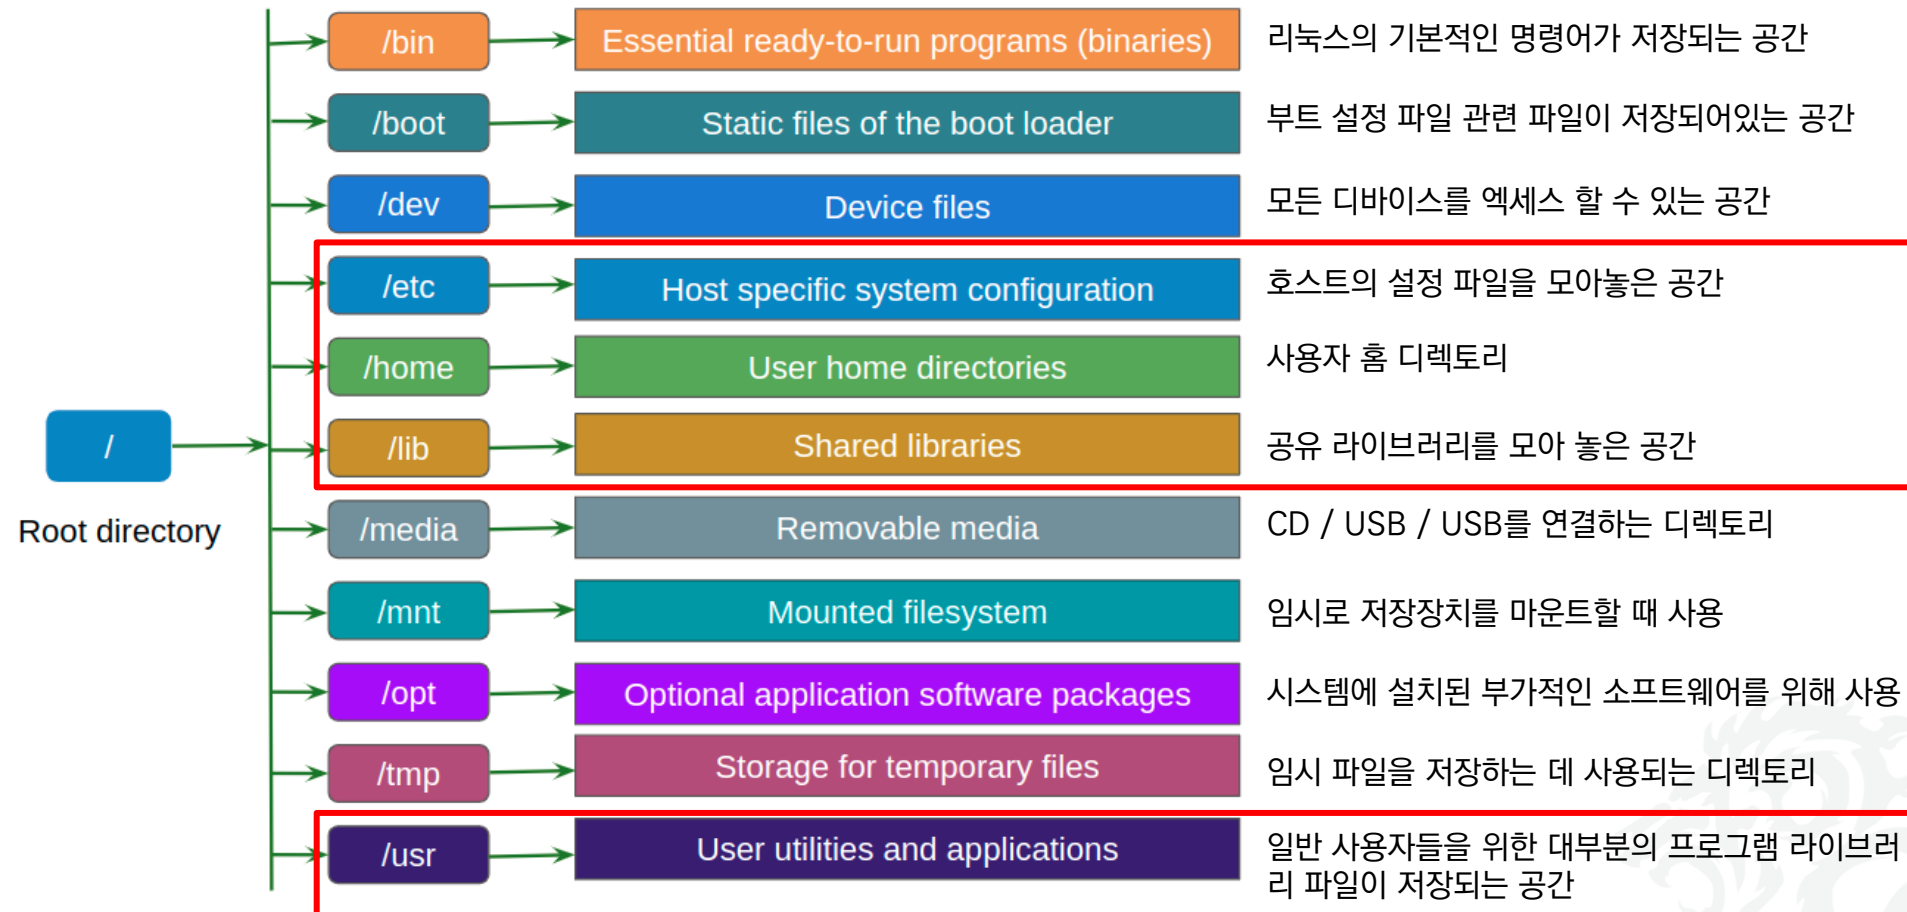 /bin Essential ready-to-run programs (binaries) 리눅스의 기본적인 명령어가 저장되는 공간
/boot Static files of the boot loader 부트 설정 파일 관련 파일이 저장되어있는 공간
/dev Device files 모든 디바이스를 엑세스 할 수 있는 공간
/etc Host specific system configuration 호스트의 설정 파일을 모아놓은 공간
/home User home directories 사용자 홈 디렉토리
/ /lib Shared libraries 공유 라이브러리를 모아 놓은 공간
Root directory /media Removable media CD / USB / USB를 연결하는 디렉토리
/mnt Mounted filesystem 임시로 저장장치를 마운트할 때 사용
/opt Optional application software packages 시스템에 설치된 부가적인 소프트웨어를 위해 사용
/tmp Storage for temporary files 임시 파일을 저장하는 데 사용되는 디렉토리
/usr User utilities and applications 일반 사용자들을 위한 대부분의 프로그램 라이브러
리 파일이 저장되는 공간